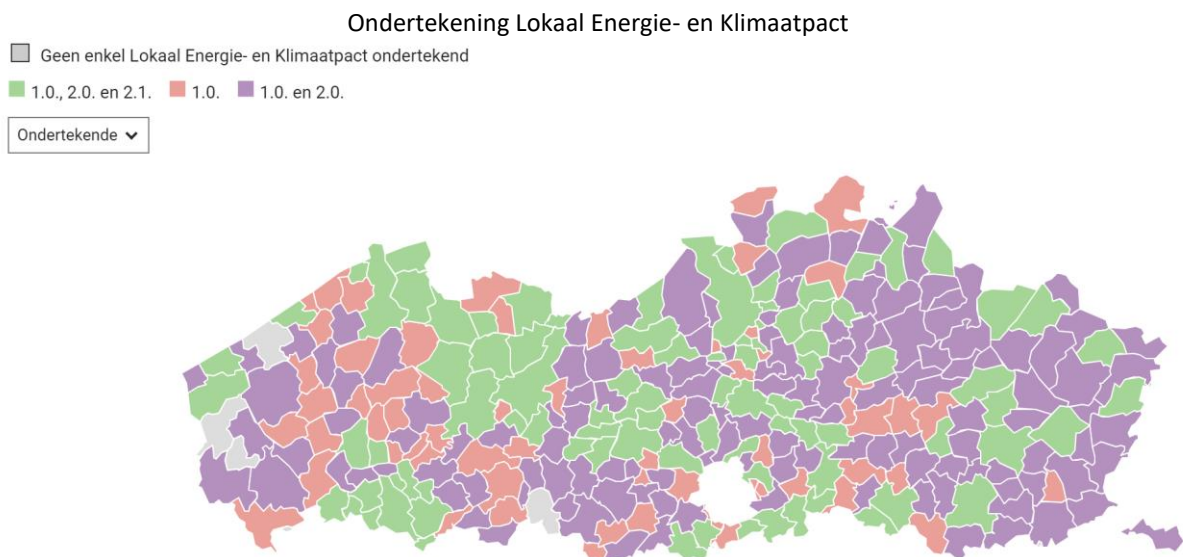 Ondertekening Lokaal Energie- en Klimaatpact
Geen enkel Lokaal Energie- en Klimaatpact ondertekend
1.0., 2.0. en 2.1. 1.0. 1.0. en 2.0.
Ondertekende